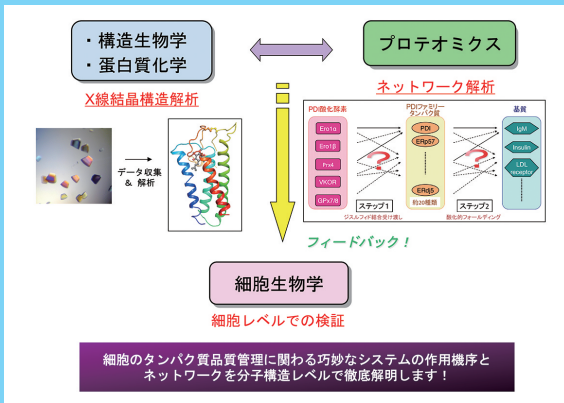 ・構造生物学
・蛋白質化学
プロテオミクス
X線結晶構造解析
ネットワーク解析
データ収集
& 解析
PDI酸化酵素
Ero1α
Ero1β
Prx4
VKOR
GPx7/8
?
ステップ1
ジスルフィド結合受け渡し
PDIファミリー
タンパク質
PDI
ERp57
ERdj5
約20種類
?
ステップ2
酸化的フォールディング
基質
IgM
Insulin
LDL
receptor
フィードバック！
細胞生物学
細胞レベルでの検証
細胞のタンパク質品質管理に関わる巧妙なシステムの作用機序と
ネットワークを分子構造レベルで徹底解明します！